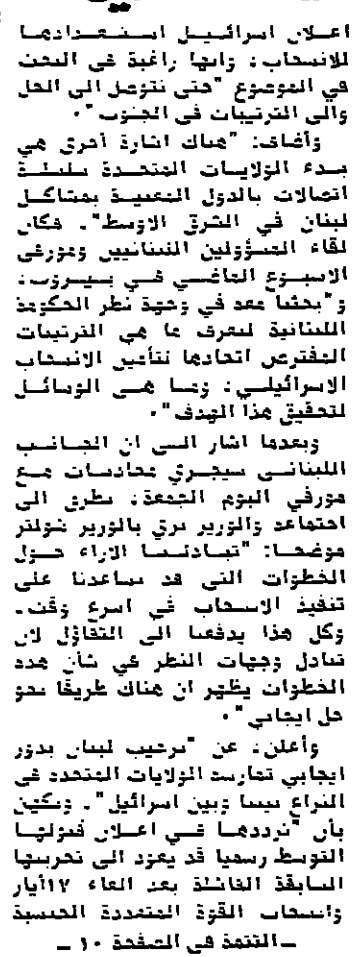 اعلان اسرائيل استعدادها
للانسحاب، وانها راغبة في البحث
في الموضوع "حتى نتوصل الى الحل
والى الترتيبات في الجنوب".
وأضاف: "هناك اشارة أخرى هي
بدء الولايات المتحدة سلسلة
اتصالات بالدول المعنية بمشاكل
لبنان في الشرق الاوسط". فكان
لقاء المسؤولين اللبنانيين ومورفي
الاسبوع الماضي في بيروت،
و"بحثنا معه في وجهة نظر الحكومة
اللبنانية لنعرف ما هي الترتيبات
المفترض اتخاذها لتأمين الانسحاب
الاسرائيلي، وما هي الوسائل
لتحقيق هذا الهدف".
وبعدما اشار الى ان الجانب
اللبناني سيجري محادثات مع
مورفي اليوم الجمعة، تطرق الى
اجتماعه والوزير بري بالوزير شولتز
موضحا: "تبادلنا الاراء حول
الخطوات التي قد تساعدنا على
تنفيذ الانسحاب في اسرع وقت.
وكل هذا يدفعنا الى التفاؤل لان
تبادل وجهات النظر في شأن هذه
الخطوات يظهر ان هناك طريقا نحو
حل ايجابي".
وأعلن، عن "ترحيب لبنان بدور
ايجابي تمارسه الولايات المتحدة في
النزاع بيننا وبين اسرائيل".
بأن "ترددها في اعلان قبولها
التوسط رسميا قد يعود الى تجربتها
السابقة الفاشلة بعد الغاء ١٧ أيار
وانسحاب القوة المتعددة الجنسية
ـ التتمة في الصفحة ١٠ ـ